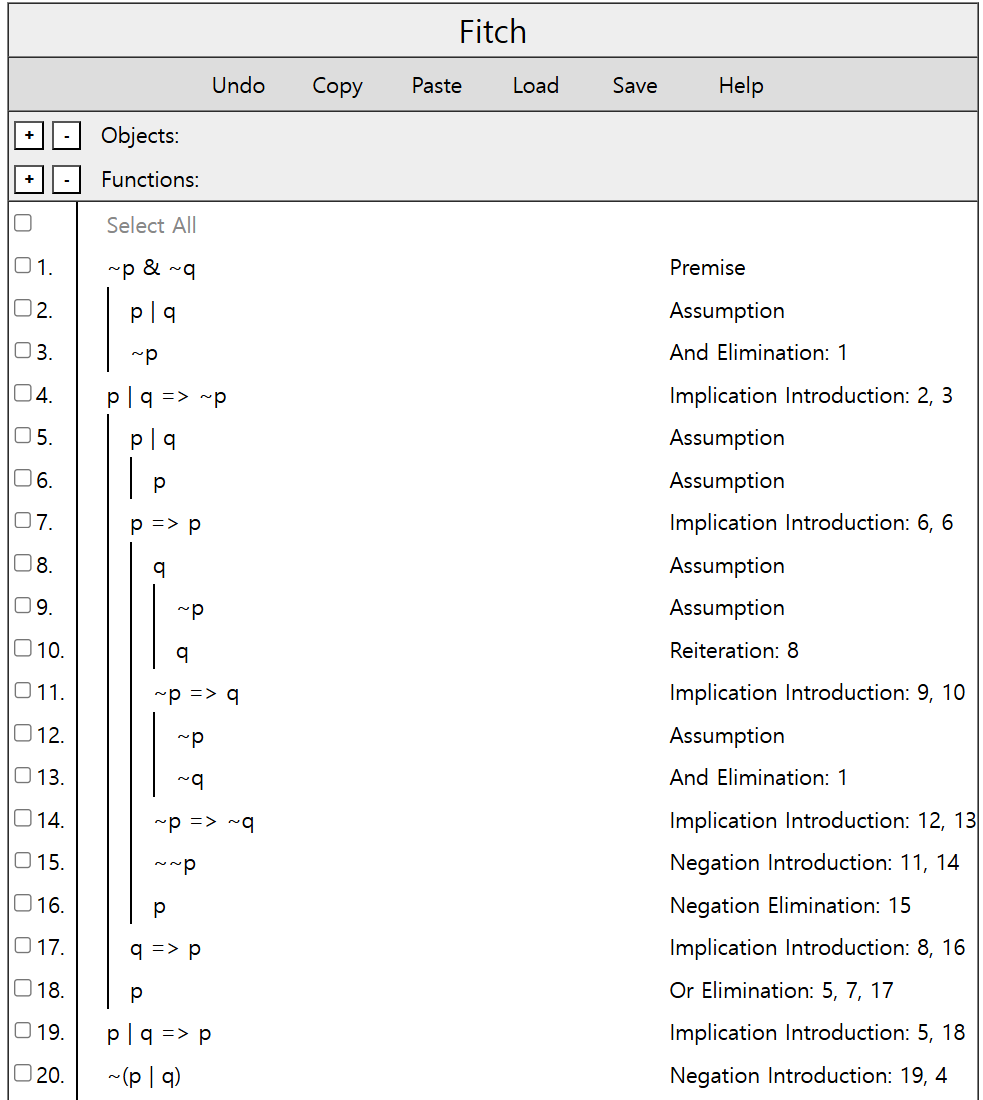 Fitch
Undo Copy Paste Load Save Help
+ - Objects:
+ - Functions:
Select All
1. ~p & ~q Premise
2. p | q Assumption
3. ~p And Elimination: 1
4. p | q => ~p Implication Introduction: 2, 3
5. p | q Assumption
6. p Assumption
7. p => p Implication Introduction: 6, 6
8. q Assumption
9. ~p Assumption
10. q Reiteration: 8
11. ~p => q Implication Introduction: 9, 10
12. ~p Assumption
13. ~q And Elimination: 1
14. ~p => ~q Implication Introduction: 12, 13
15. ~~p Negation Introduction: 11, 14
16. p Negation Elimination: 15
17. q => p Implication Introduction: 8, 16
18. p Or Elimination: 5, 7, 17
19. p | q => p Implication Introduction: 5, 18
20. ~(p | q) Negation Introduction: 19, 4